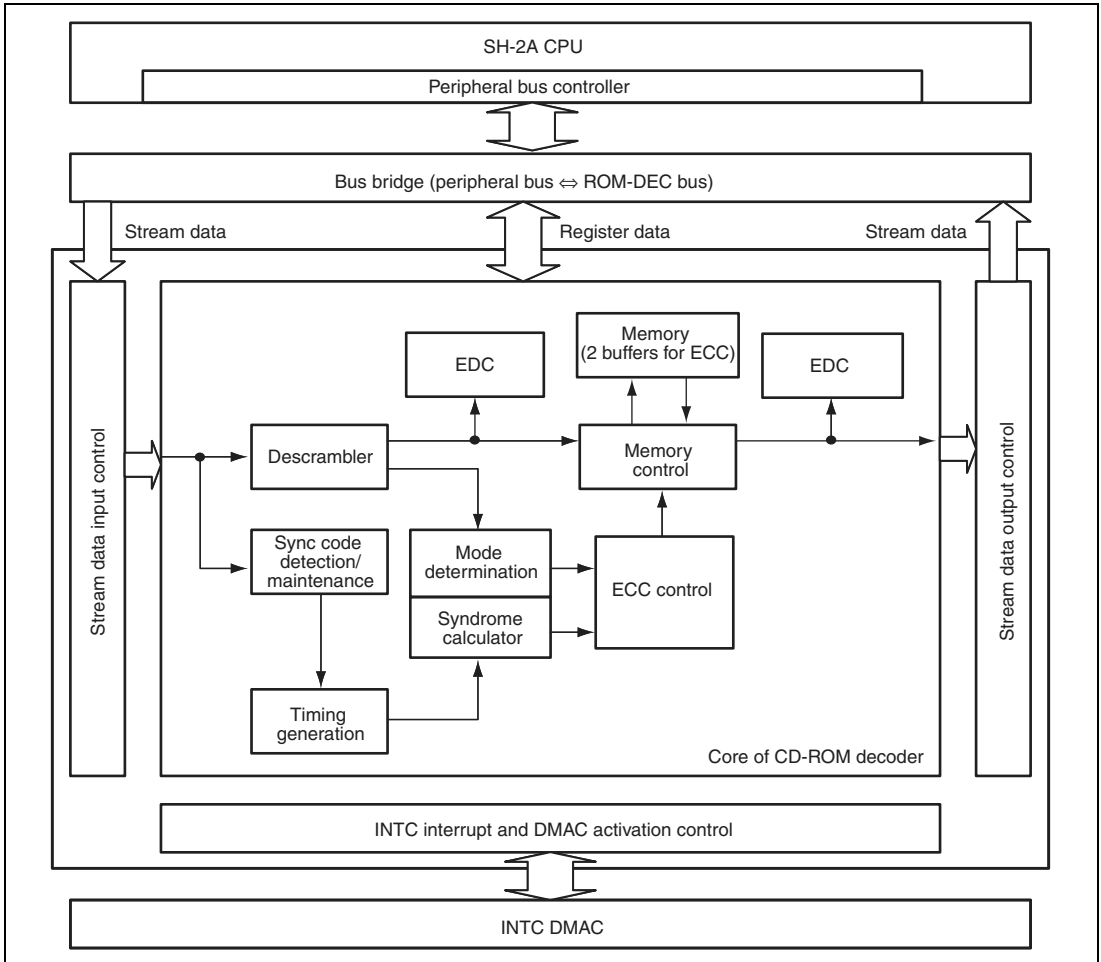 SH-2A CPU
Peripheral bus controller
Bus bridge (peripheral bus ⇔ ROM-DEC bus)
Stream data
Register data
Stream data
Stream data input control
EDC
Memory
(2 buffers for ECC)
EDC
Descrambler
Memory
control
Sync code
detection/
maintenance
Mode
determination
ECC control
Syndrome
calculator
Timing
generation
Core of CD-ROM decoder
Stream data output control
INTC interrupt and DMAC activation control
INTC DMAC